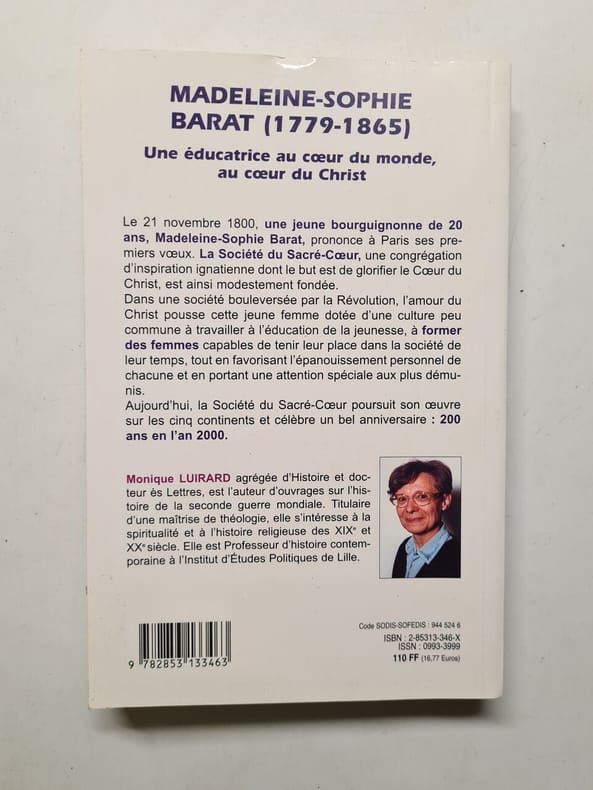 MADELEINE-SOPHIE
BARAT (1779-1865)
Une éducatrice au cœur du monde,
au cœur du Christ
Le 21 novembre 1800, une jeune bourguignonne de 20
ans, Madeleine-Sophie Barat, prononce à Paris ses pre-
miers vœux. La Société du Sacré-Cœur, une congrégation
d'inspiration ignatienne dont le but est de glorifier le Cœur du
Christ, est ainsi modestement fondée.
Dans une société bouleversée par la Révolution, l'amour du
Christ pousse cette jeune femme dotée d'une culture peu
commune à travailler à l'éducation de la jeunesse, à former
des femmes capables de tenir leur place dans la société de
leur temps, tout en favorisant l'épanouissement personnel de
chacune et en portant une attention spéciale aux plus dému-
nis.
Aujourd'hui, la Société du Sacré-Cœur poursuit son œuvre
sur les cinq continents et célèbre un bel anniversaire : 200
ans en l'an 2000.
Monique LUIRARD agrégée d'Histoire et doc-
teur ès Lettres, est l'auteur d'ouvrages sur l'his-
toire de la seconde guerre mondiale. Titulaire
d'une maîtrise de théologie, elle s'intéresse à la
spiritualité et à l'histoire religieuse des XIXe et
XXe siècle. Elle est Professeur d'histoire contem-
poraine à l'Institut d'Études Politiques de Lille.
Code SODIS-SOFEDIS : 944 524 6
ISBN : 2-85313-346-X
ISSN : 0993-3999
110 FF (16,77 Euros)
9 782853 133463